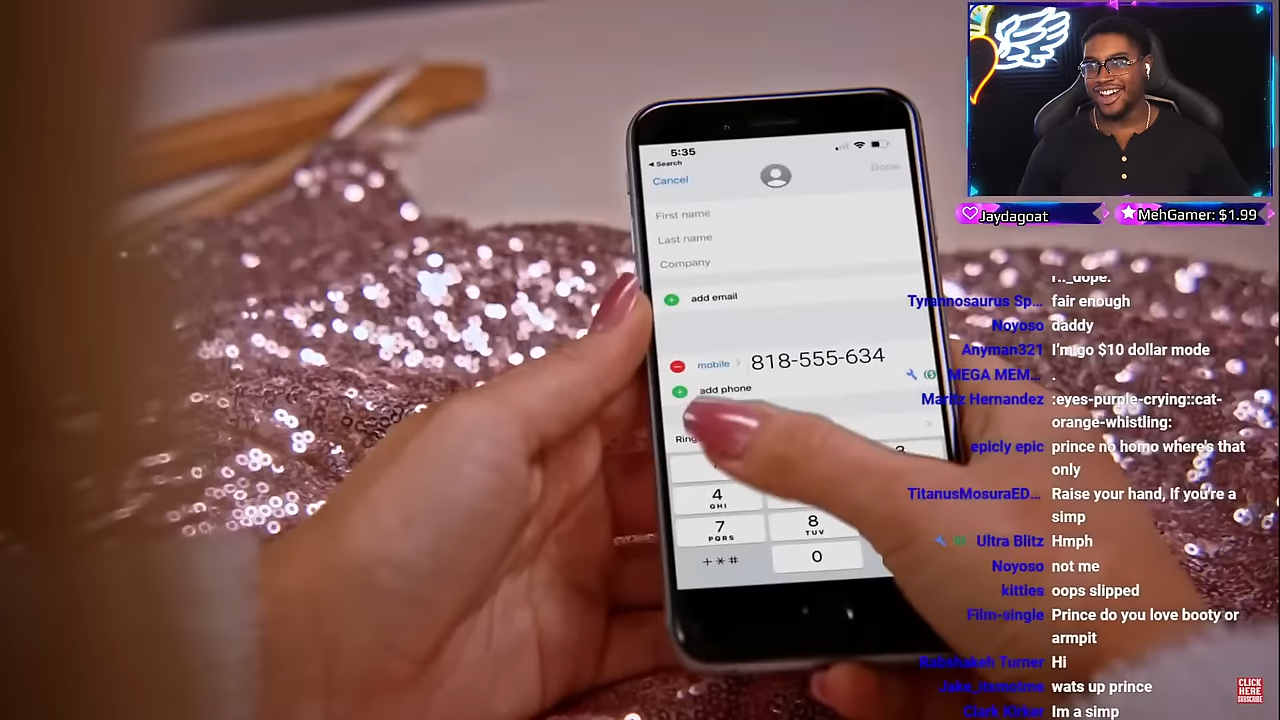 5:35
Search
Cancel
Done
First name
Last name
Company
add email
mobile
818-555-634
add phone
Ring
3
4
GHI
7
PQRS
8
TUV
+*#
0
Jaydagoat
MehGamer: $1.99
Tyrannosaurus Sp... fair enough
Noyoso daddy
Anyman321 I'migo $10 dollar mode
MEGA MEM... .
Maritz Hernandez :eyes-purple-crying::cat-
orange-whistling:
epicly epic prince no homo where's that
only
TitanusMosuraED... Raise your hand, If you're a
simp
Ultra Blitz Hmph
Noyoso not me
kitties oops slipped
Film-single Prince do you love booty or
armpit
Turner Hi
wats up prince
Im a simp
CLICK
HERE
SUBSCRIBE